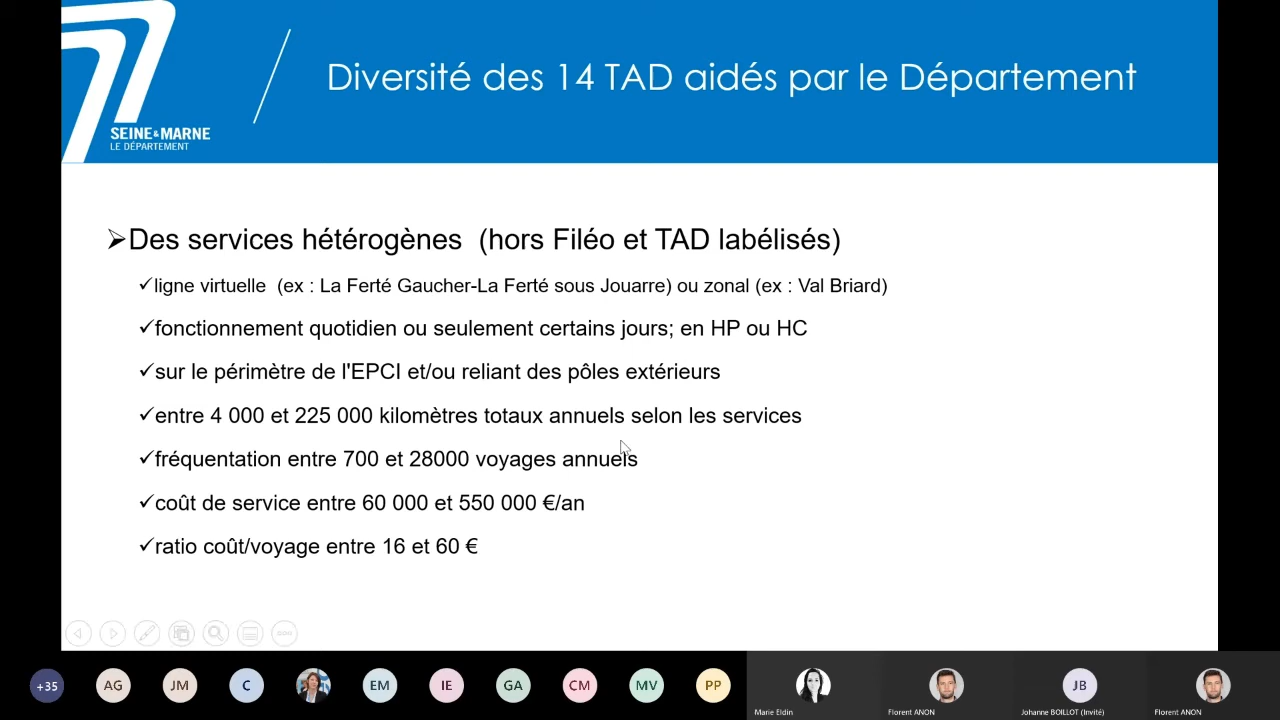 Diversité des 14 TAD aidés par le Département
SEINE&MARNE
LE DÉPARTEMENT
➢Des services hétérogènes (hors Filéo et TAD labélisés)
✓ligne virtuelle (ex : La Ferté Gaucher-La Ferté sous Jouarre) ou zonal (ex : Val Briard)
✓fonctionnement quotidien ou seulement certains jours; en HP ou HC
✓sur le périmètre de l'EPCI et/ou reliant des pôles extérieurs
✓entre 4 000 et 225 000 kilomètres totaux annuels selon les services
✓fréquentation entre 700 et 28000 voyages annuels
✓coût de service entre 60 000 et 550 000 €/an
✓ratio coût/voyage entre 16 et 60 €
+35 AG JM C EM IE GA CM MV PP JB
Marie Eldin Florent ANON Johanne BOILLOT (Invité) Florent ANON